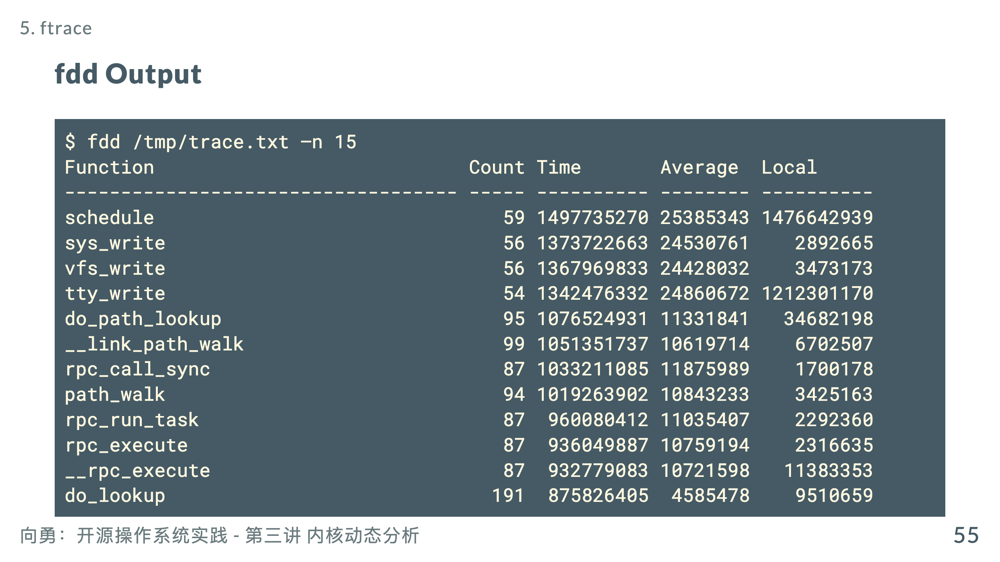 5. ftrace
fdd Output
$ fdd /tmp/trace.txt –n 15
Function                            Count Time       Average  Local
----------------------------------- ----- ---------- -------- ----------
schedule                               59 1497735270 25385343 1476642939
sys_write                              56 1373722663 24530761    2892665
vfs_write                              56 1367969833 24428032    3473173
tty_write                              54 1342476332 24860672 1212301170
do_path_lookup                         95 1076524931 11331841   34682198
__link_path_walk                       99 1051351737 10619714    6702507
rpc_call_sync                          87 1033211085 11875989    1700178
path_walk                              94 1019263902 10843233    3425163
rpc_run_task                           87  960080412 11035407    2292360
rpc_execute                            87  936049887 10759194    2316635
__rpc_execute                          87  932779083 10721598   11383353
do_lookup                             191  875826405  4585478    9510659
向勇：开源操作系统实践 - 第三讲 内核动态分析
55